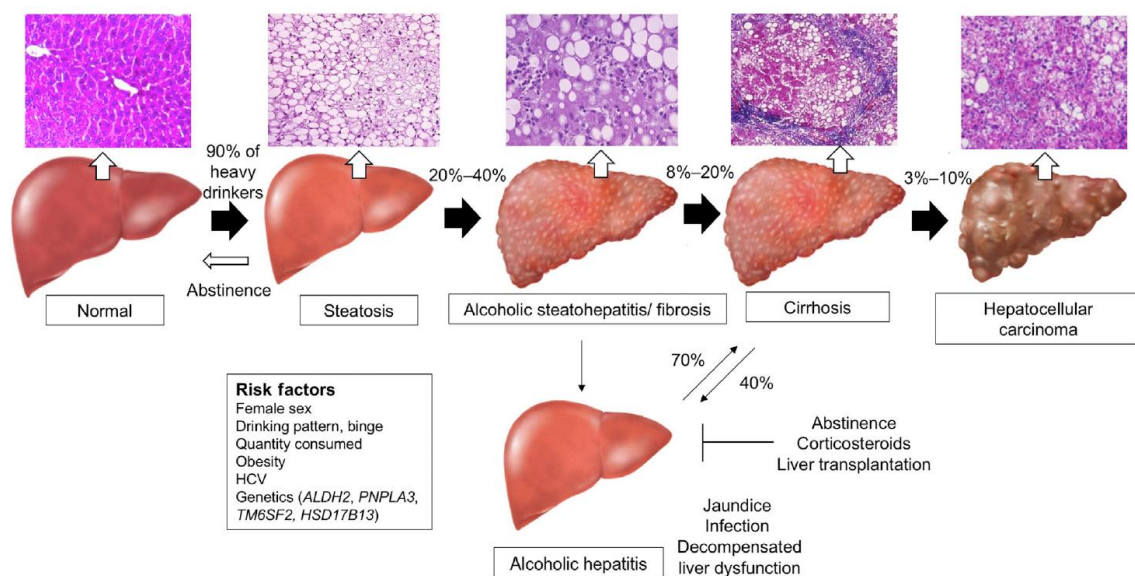 90% of
heavy
drinkers
20%–40%
8%–20%
3%–10%
Abstinence
Normal
Steatosis
Alcoholic steatohepatitis/ fibrosis
Cirrhosis
Hepatocellular
carcinoma
70%
40%
Risk factors
Female sex
Drinking pattern, binge
Quantity consumed
Obesity
HCV
Genetics (ALDH2, PNPLA3,
TM6SF2, HSD17B13)
Abstinence
Corticosteroids
Liver transplantation
Jaundice
Infection
Decompensated
liver dysfunction
Alcoholic hepatitis